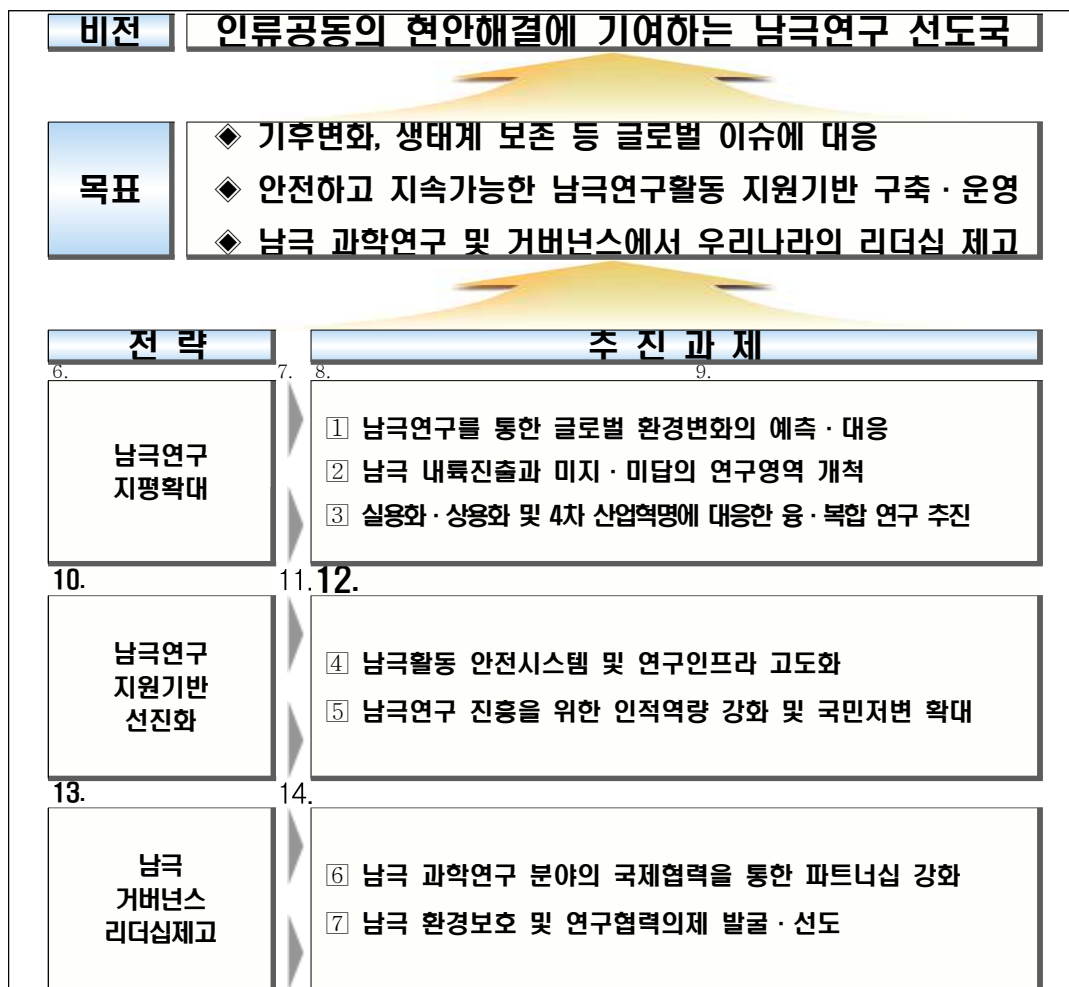 비전
인류공동의 현안해결에 기여하는 남극연구 선도국
목표
◈ 기후변화, 생태계 보존 등 글로벌 이슈에 대응
◈ 안전하고 지속가능한 남극연구활동 지원기반 구축 · 운영
◈ 남극 과학연구 및 거버넌스에서 우리나라의 리더십 제고
전 략
추 진 과 제
6.
7.
8.
9.
남극연구
지평확대
1 남극연구를 통한 글로벌 환경변화의 예측 · 대응
2 남극 내륙진출과 미지 · 미답의 연구영역 개척
3 실용화 · 상용화 및 4차 산업혁명에 대응한 융 · 복합 연구 추진
10.
11.
12.
남극연구
지원기반
선진화
4 남극활동 안전시스템 및 연구인프라 고도화
5 남극연구 진흥을 위한 인적역량 강화 및 국민저변 확대
13.
14.
남극
거버넌스
리더십제고
6 남극 과학연구 분야의 국제협력을 통한 파트너십 강화
7 남극 환경보호 및 연구협력의제 발굴 · 선도